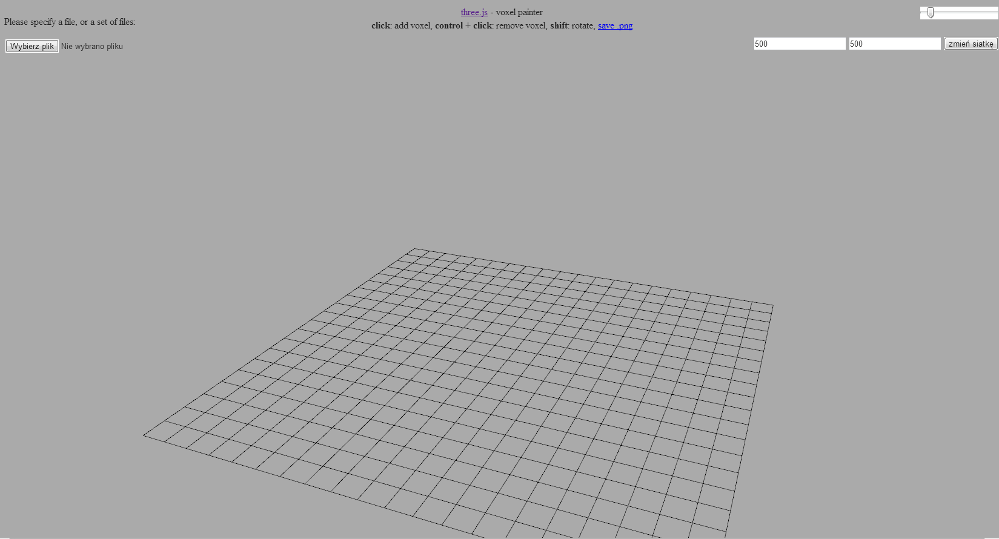 three.js - voxel painter
Please specify a file, or a set of files:
click: add voxel, control + click: remove voxel, shift: rotate, save .png
Wybierz plik Nie wybrano pliku
500 500 zmień siatkę